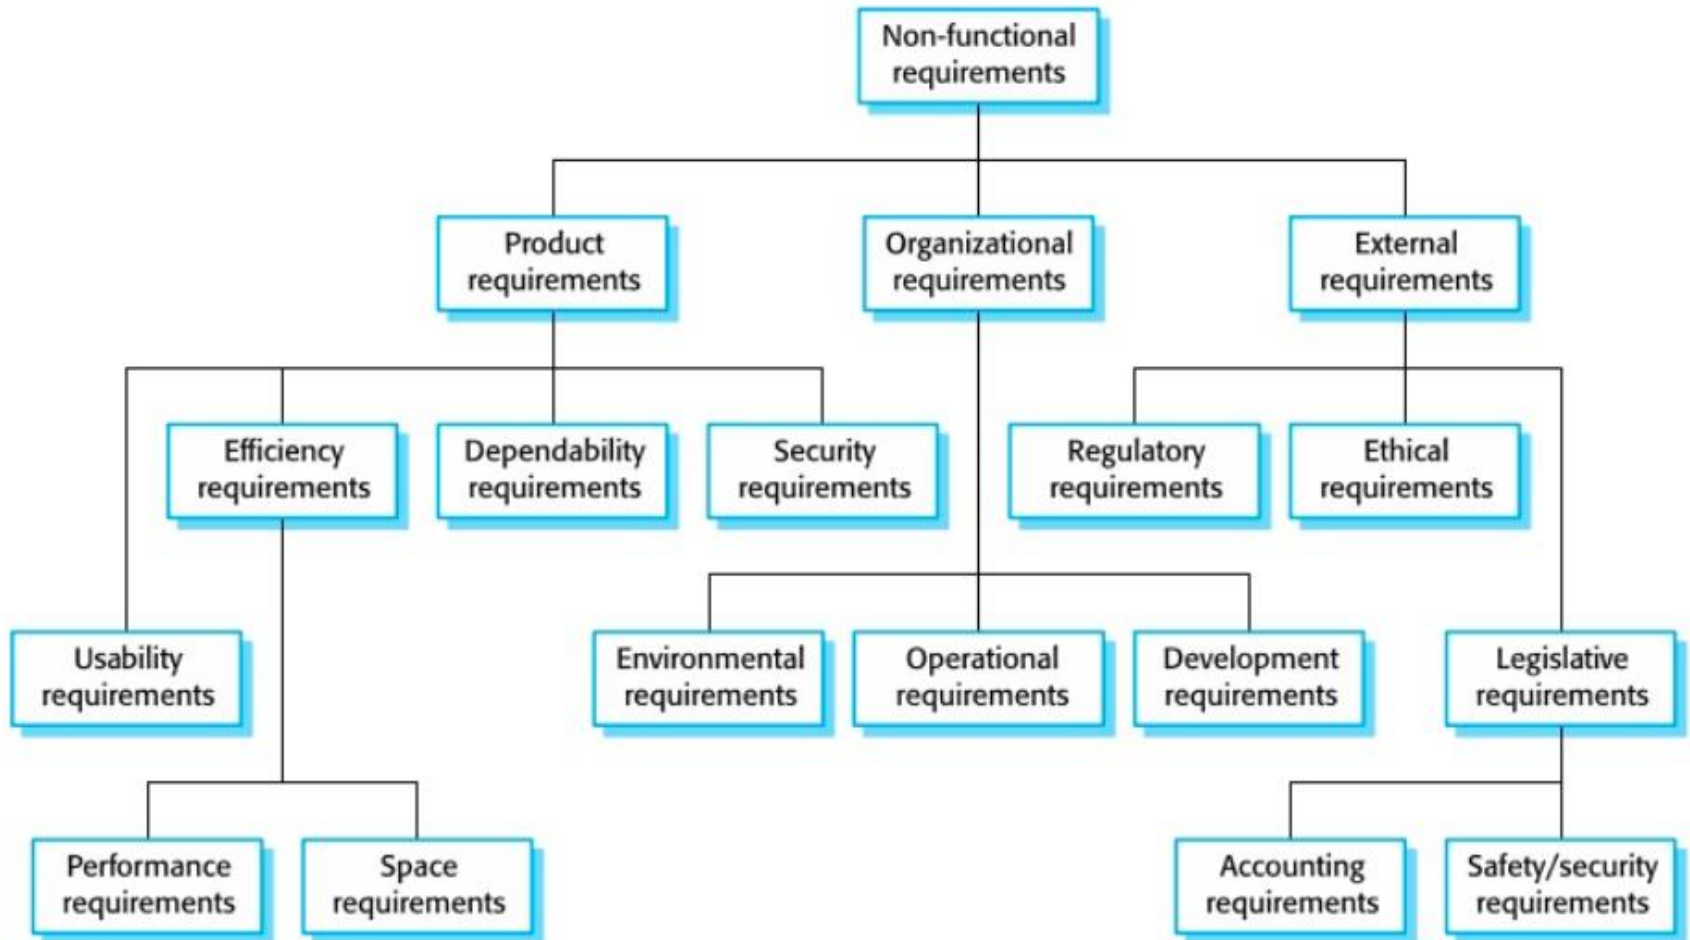 Non-functional
requirements
Product
requirements
Organizational
requirements
External
requirements
Efficiency
requirements
Dependability
requirements
Security
requirements
Regulatory
requirements
Ethical
requirements
Usability
requirements
Environmental
requirements
Operational
requirements
Development
requirements
Legislative
requirements
Performance
requirements
Space
requirements
Accounting
requirements
Safety/security
requirements